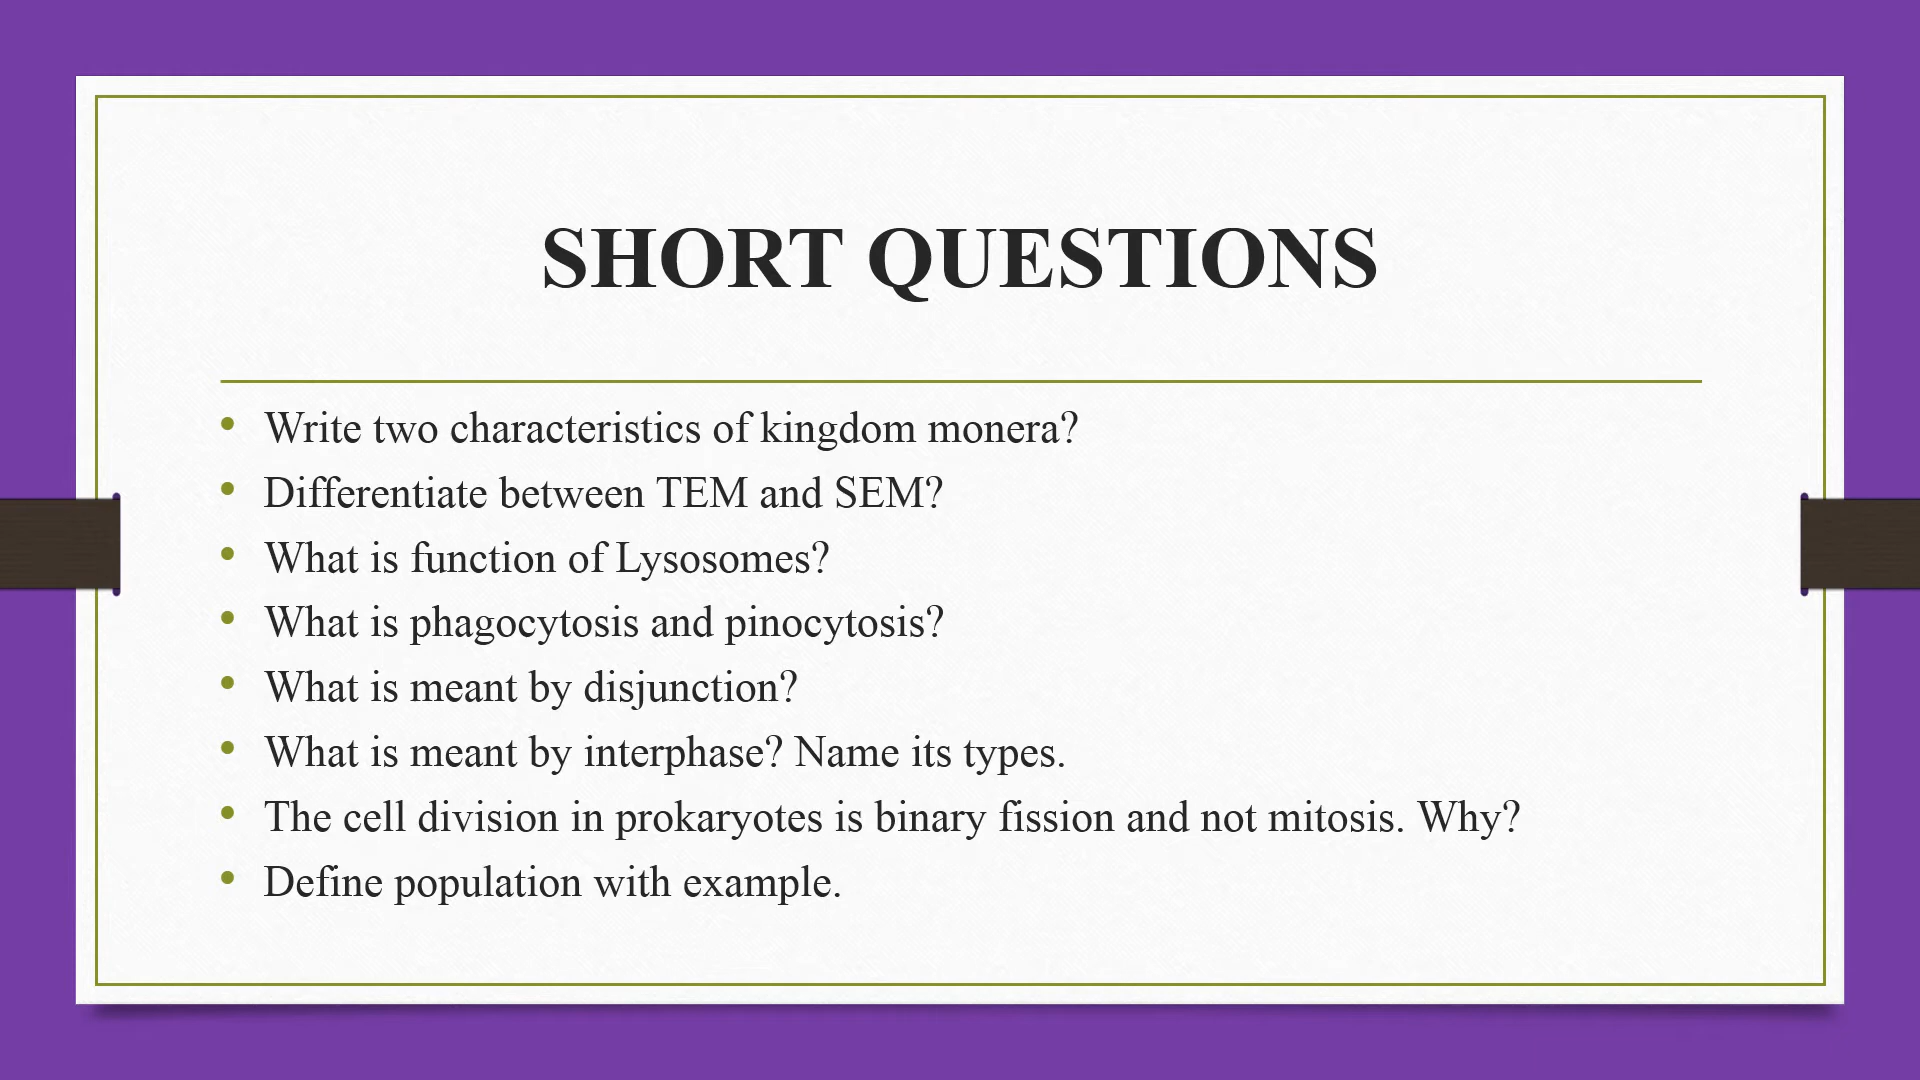 SHORT QUESTIONS
• Write two characteristics of kingdom monera?
• Differentiate between TEM and SEM?
• What is function of Lysosomes?
• What is phagocytosis and pinocytosis?
• What is meant by disjunction?
• What is meant by interphase? Name its types.
• The cell division in prokaryotes is binary fission and not mitosis. Why?
• Define population with example.